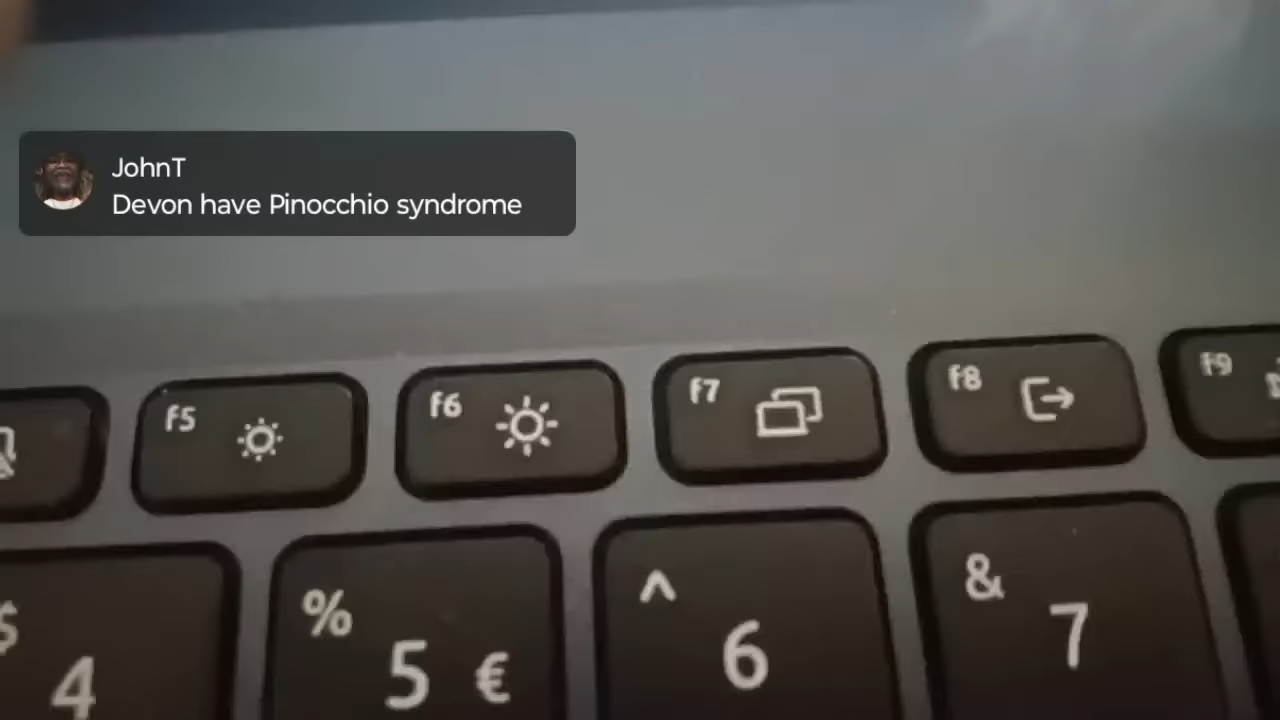 JohnT
Devon have Pinocchio syndrome
f5 f6 f7 f8 f9
$ % ^ &
4 5 € 6 7